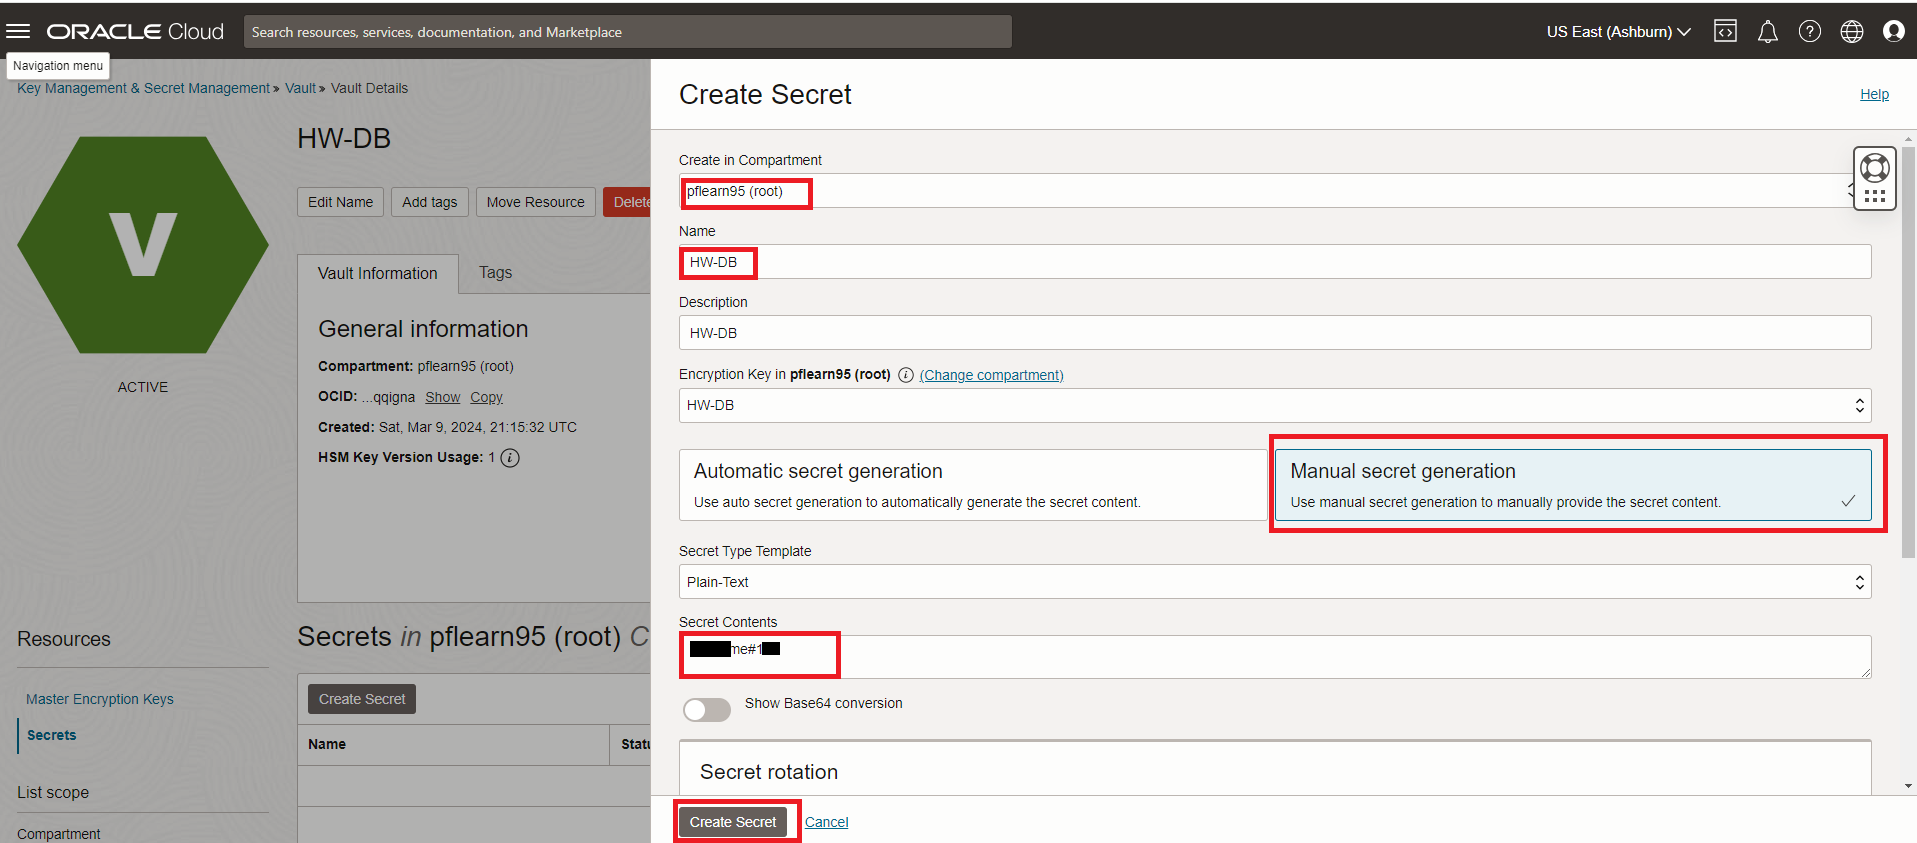 ORACLE Cloud
Search resources, services, documentation, and Marketplace
US East (Ashburn)
Navigation menu
Key Management & Secret Management » Vault » Vault Details
V
ACTIVE
HW-DB
Edit Name
Add tags
Move Resource
Delete
Vault Information
Tags
General information
Compartment: pflearn95 (root)
OCID: ...qqigna Show Copy
Created: Sat, Mar 9, 2024, 21:15:32 UTC
HSM Key Version Usage: 1
Resources
Master Encryption Keys
Secrets
List scope
Compartment
Secrets in pflearn95 (root) C
Create Secret
Name
Statu
Create Secret
Help
Create in Compartment
pflearn95 (root)
Name
HW-DB
Description
HW-DB
Encryption Key in pflearn95 (root) (Change compartment)
HW-DB
Automatic secret generation
Use auto secret generation to automatically generate the secret content.
Manual secret generation
Use manual secret generation to manually provide the secret content.
Secret Type Template
Plain-Text
Secret Contents
me#1
Show Base64 conversion
Secret rotation
Create Secret
Cancel